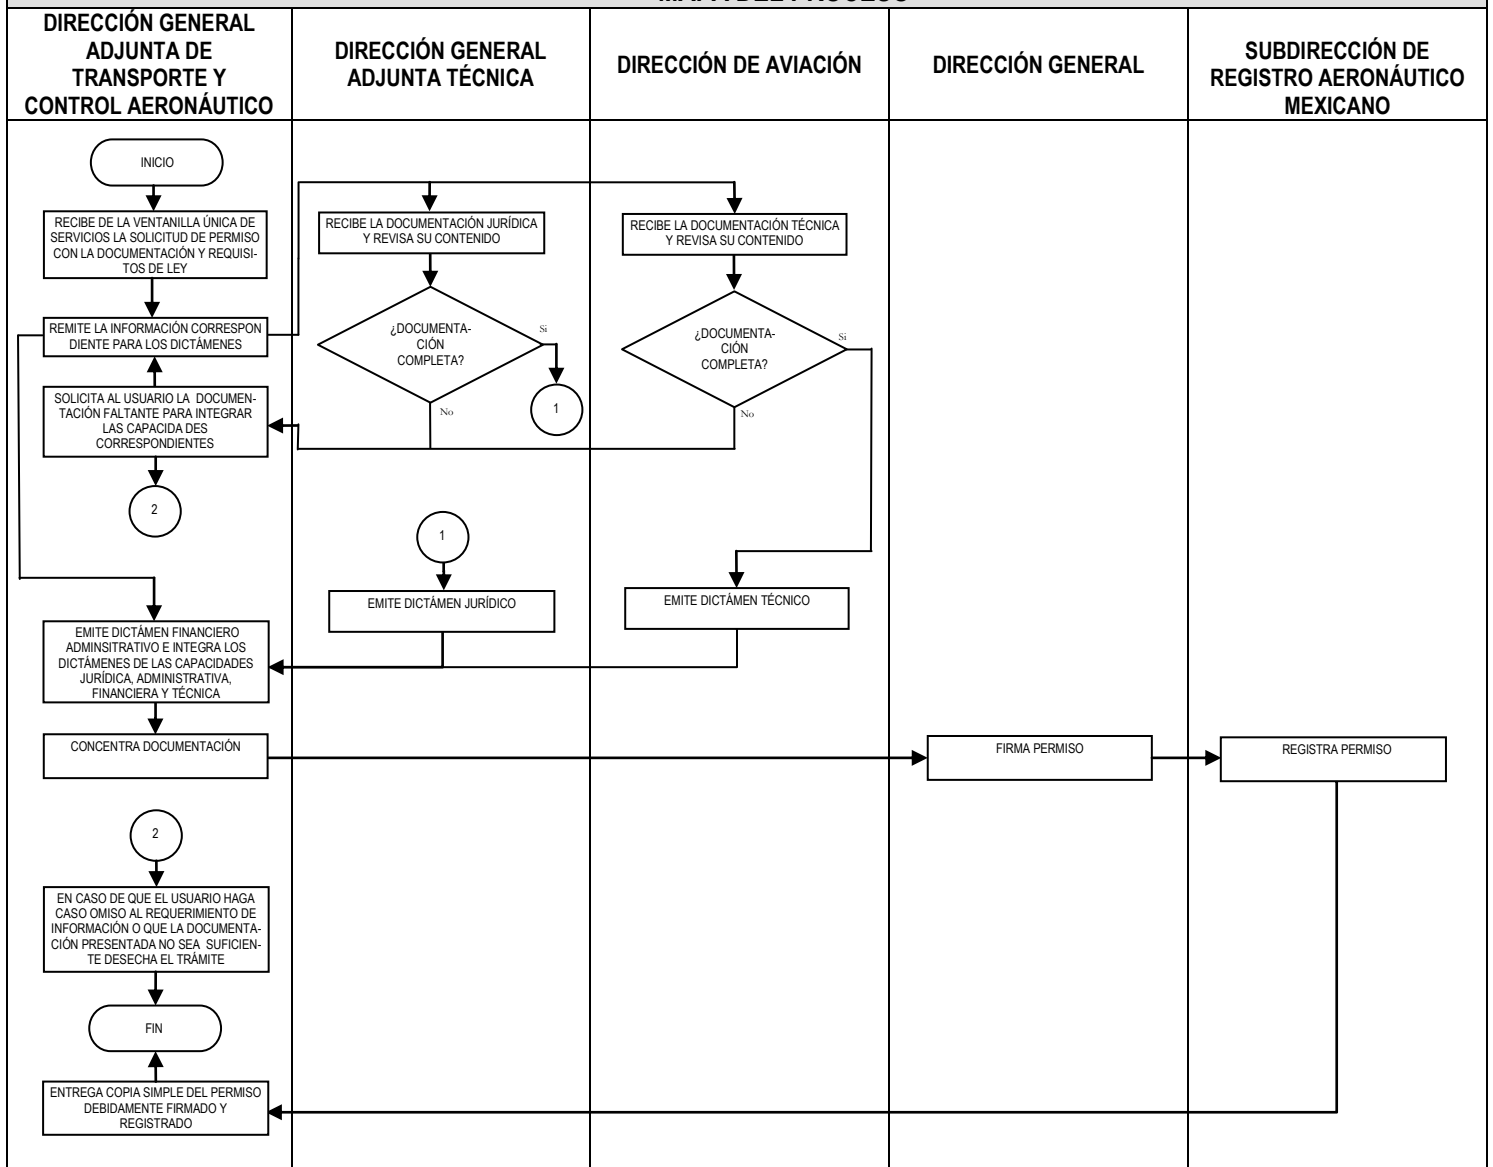 DIRECCIÓN GENERAL
ADJUNTA DE
TRANSPORTE Y
CONTROL AERONÁUTICO
DIRECCIÓN GENERAL
ADJUNTA TÉCNICA
DIRECCIÓN DE AVIACIÓN
DIRECCIÓN GENERAL
SUBDIRECCIÓN DE
REGISTRO AERONÁUTICO
MEXICANO
INICIO
RECIBE DE LA VENTANILLA ÚNICA DE
SERVICIOS LA SOLICITUD DE PERMISO
CON LA DOCUMENTACIÓN Y REQUISI-
TOS DE LEY
RECIBE LA DOCUMENTACIÓN JURÍDICA
Y REVISA SU CONTENIDO
RECIBE LA DOCUMENTACIÓN TÉCNICA
Y REVISA SU CONTENIDO
REMITE LA INFORMACIÓN CORRESPON
DIENTE PARA LOS DICTÁMENES
¿DOCUMENTA-
CIÓN
COMPLETA?
Si
No
1
¿DOCUMENTA-
CIÓN
COMPLETA?
Si
No
SOLICITA AL USUARIO LA DOCUMEN-
TACIÓN FALTANTE PARA INTEGRAR
LAS CAPACIDA DES
CORRESPONDIENTES
2
1
EMITE DICTÁMEN JURÍDICO
EMITE DICTÁMEN TÉCNICO
EMITE DICTÁMEN FINANCIERO
ADMINSITRATIVO E INTEGRA LOS
DICTÁMENES DE LAS CAPACIDADES
JURÍDICA, ADMINISTRATIVA,
FINANCIERA Y TÉCNICA
CONCENTRA DOCUMENTACIÓN
FIRMA PERMISO
REGISTRA PERMISO
2
EN CASO DE QUE EL USUARIO HAGA
CASO OMISO AL REQUERIMIENTO DE
INFORMACIÓN O QUE LA DOCUMENTA-
CIÓN PRESENTADA NO SEA SUFICIEN-
TE DESECHA EL TRÁMITE
FIN
ENTREGA COPIA SIMPLE DEL PERMISO
DEBIDAMENTE FIRMADO Y
REGISTRADO